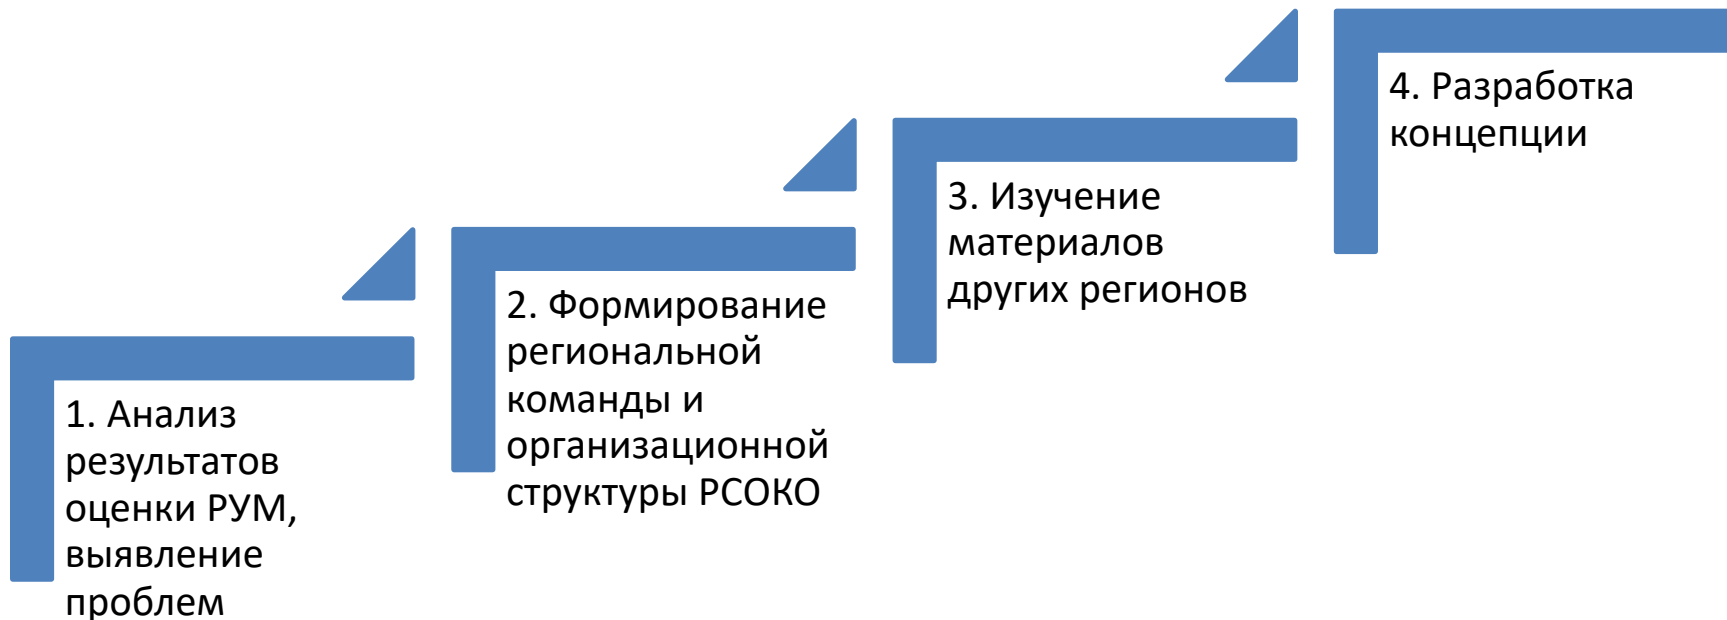 1. Анализ
результатов
оценки РУМ,
выявление
проблем
2. Формирование
региональной
команды и
организационной
структуры РСОКО
3. Изучение
материалов
других регионов
4. Разработка
концепции